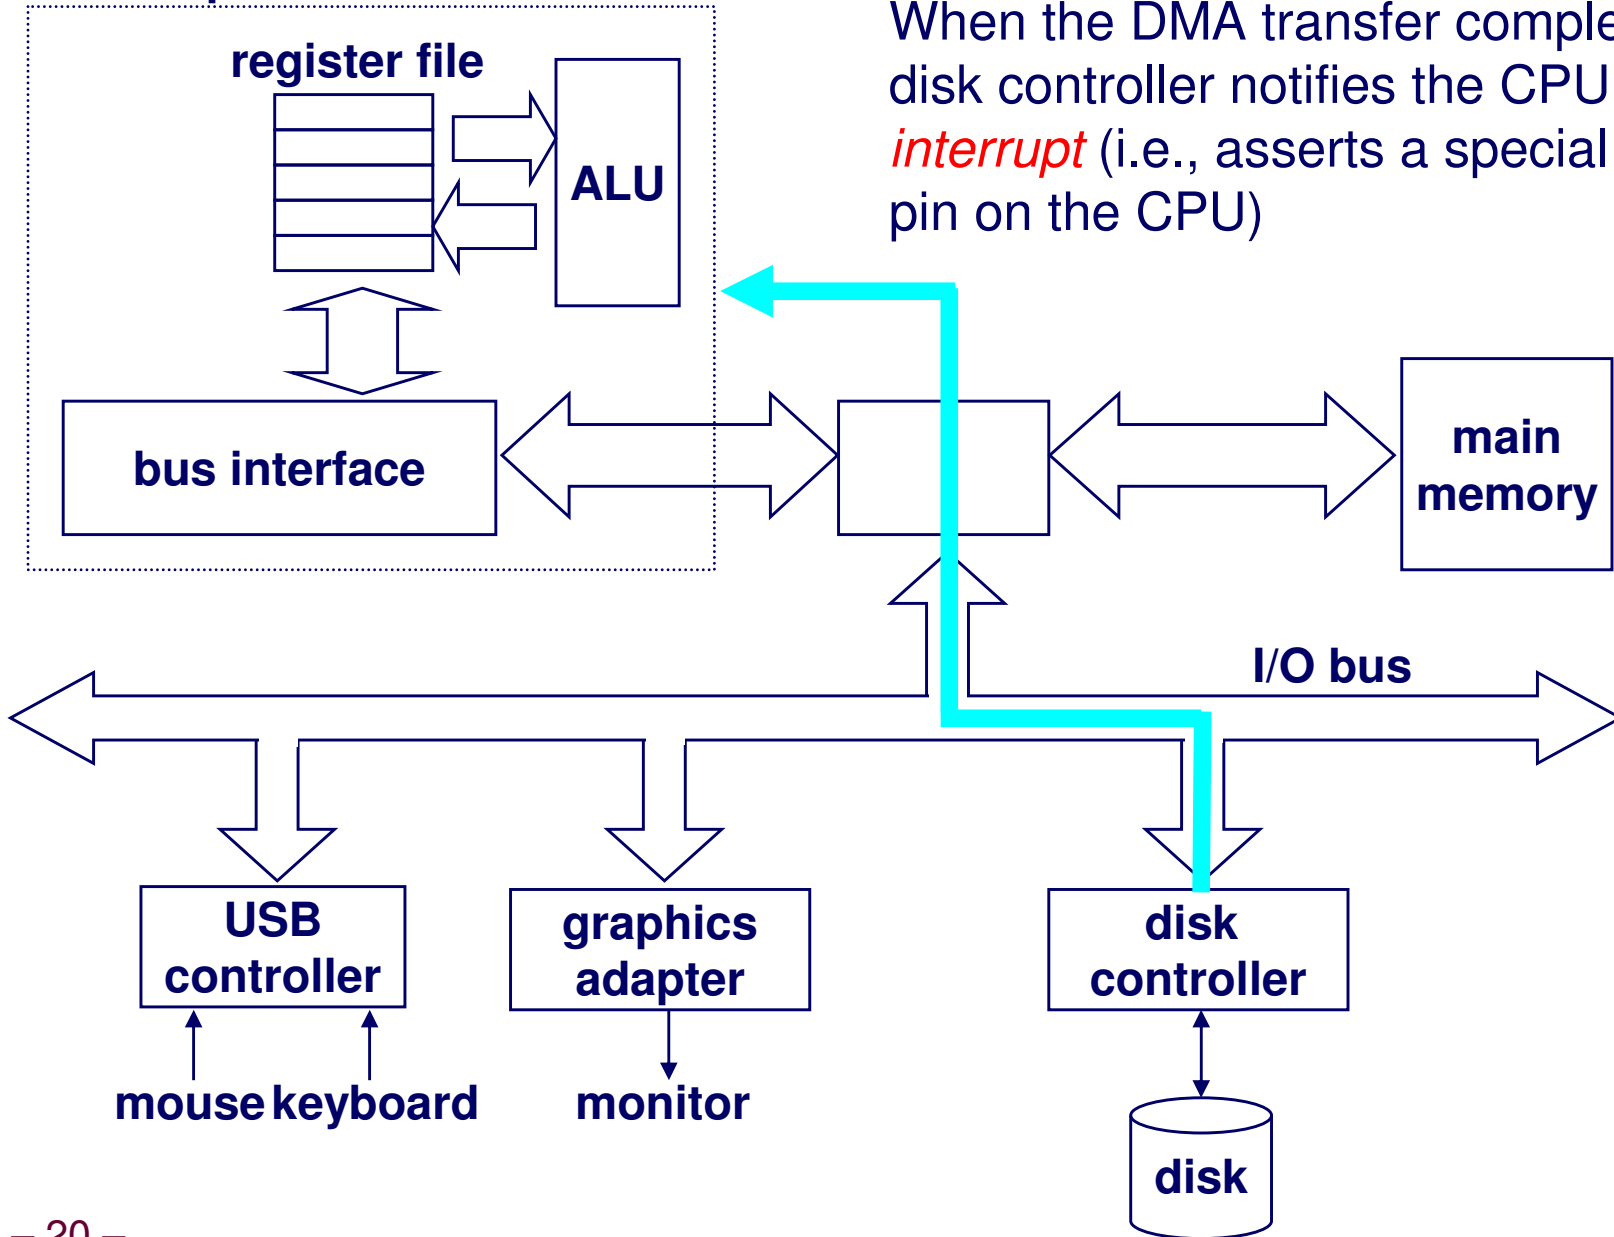 When the DMA transfer
disk controller notifies the CPU
interrupt (i.e., asserts a special
pin on the CPU)
register file
ALU
bus interface
main
memory
I/O bus
USB
controller
graphics
adapter
disk
controller
mouse keyboard
monitor
disk
– 20 –